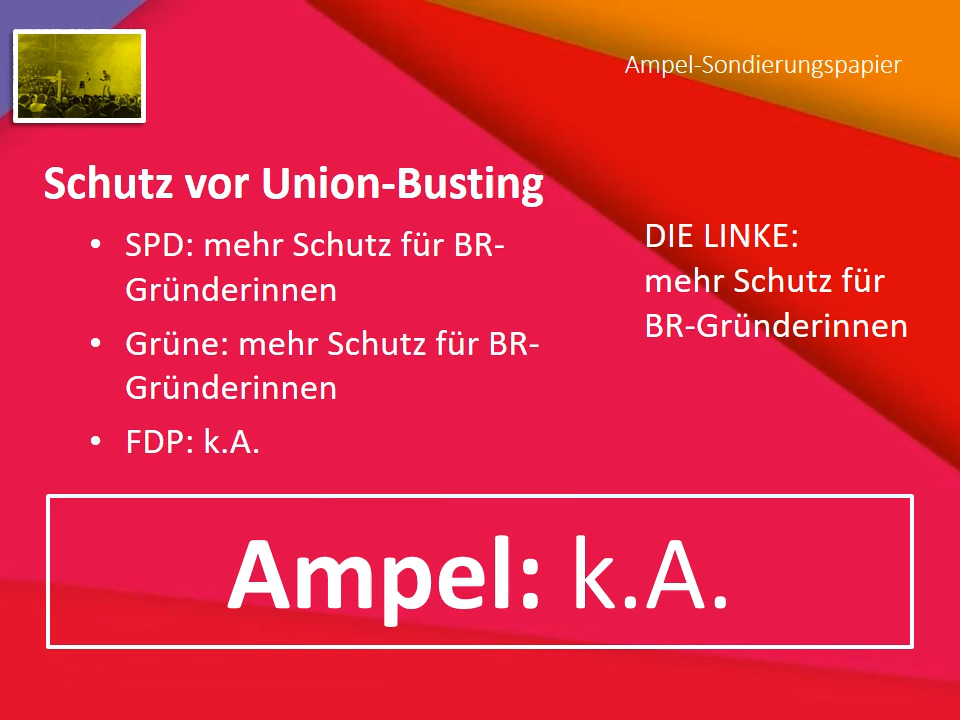 Ampel-Sondierungspapier
Schutz vor Union-Busting
• SPD: mehr Schutz für BR-
Gründerinnen
• Grüne: mehr Schutz für BR-
Gründerinnen
• FDP: k.A.
DIE LINKE:
mehr Schutz für
BR-Gründerinnen
Ampel: k.A.